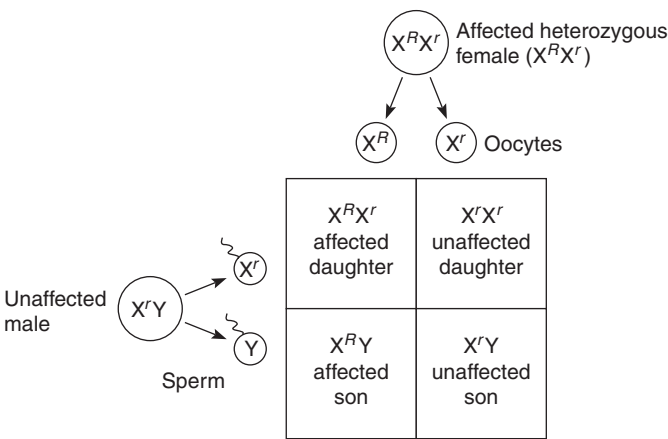 X^R X^r
Affected heterozygous
female (X^R X^r)
X^R
X^r
Oocytes
X^R X^r
affected
daughter
X^r X^r
unaffected
daughter
X^r
Unaffected
male
X^r Y
Y
Sperm
X^R Y
affected
son
X^r Y
unaffected
son